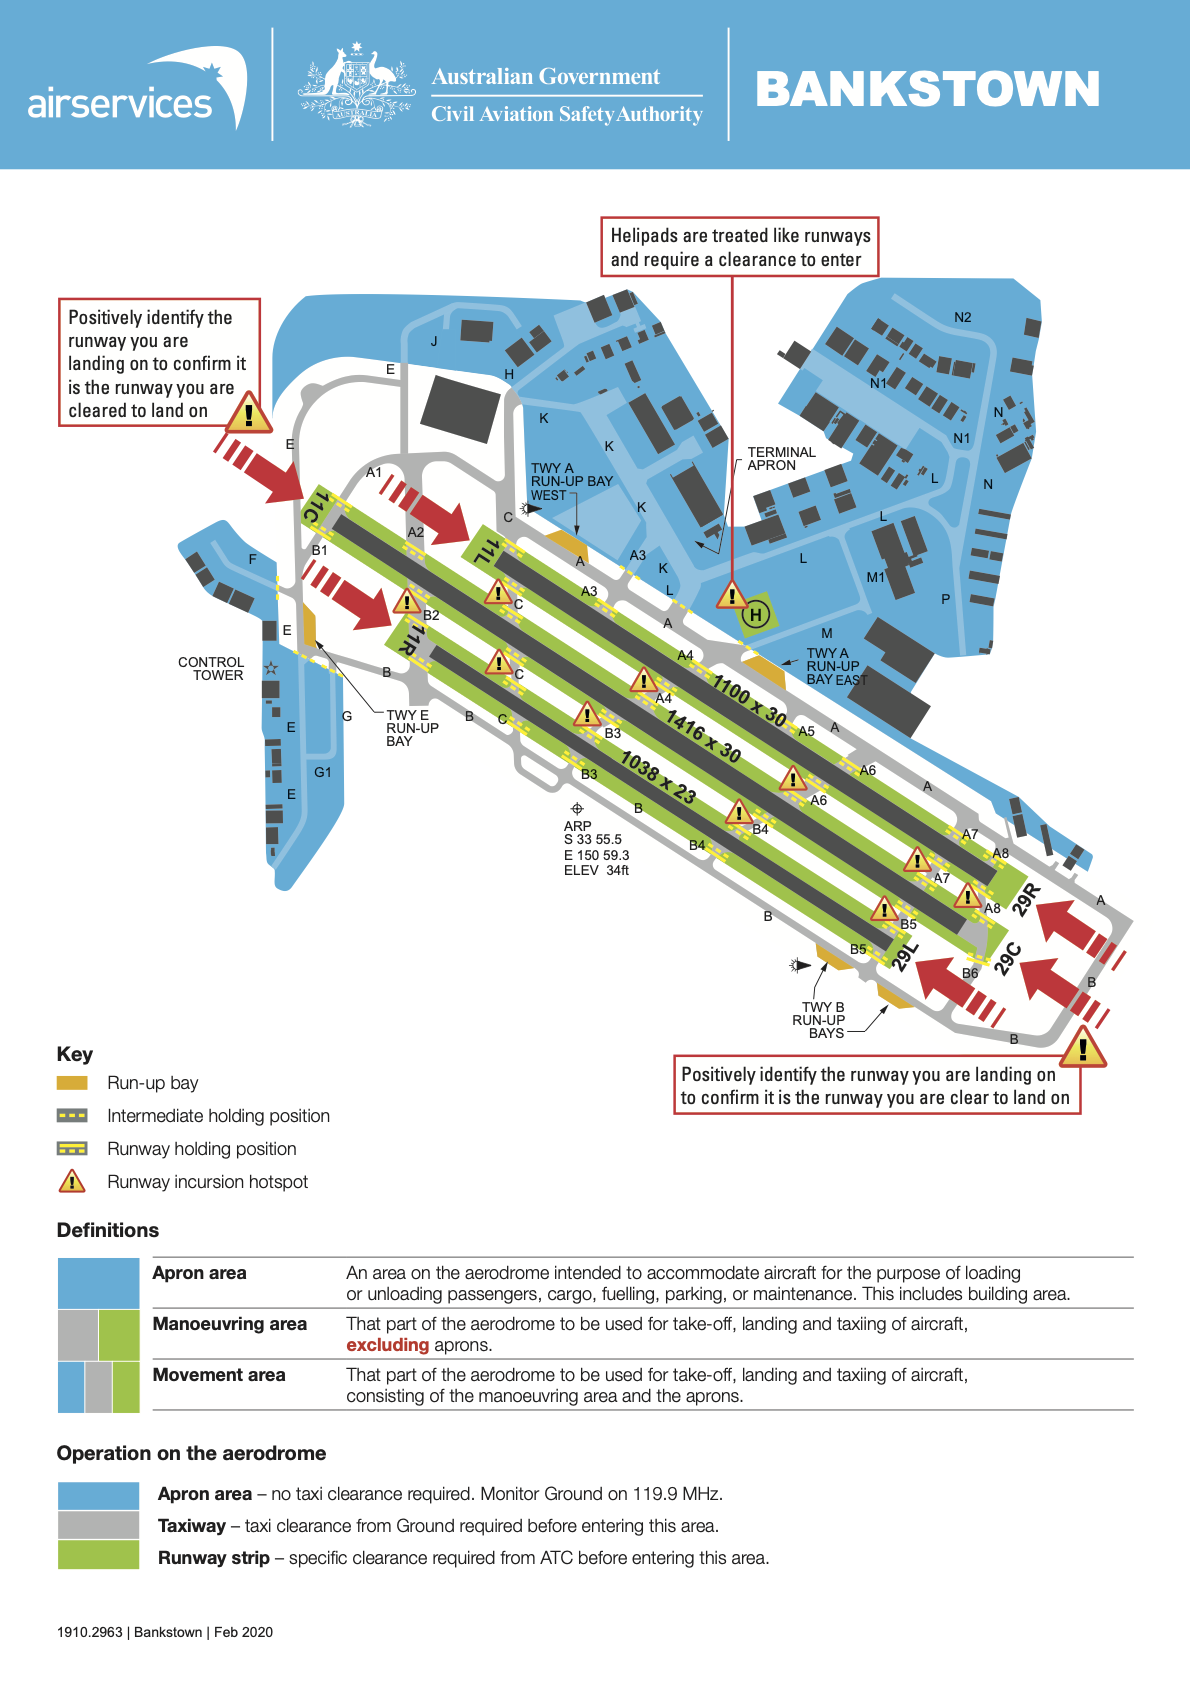 airservices
Australian Government
Civil Aviation Safety Authority
BANKSTOWN
Helipads are treated like runways
and require a clearance to enter
Positively identify the
runway you are
landing on to confirm it
is the runway you are
cleared to land on
N2
J
E
H
N1
K
N
E
K
N1
TERMINAL
APRON
A1
TWY A
RUN-UP BAY
WEST
L
N
11C
K
C
L
A2
11L
B1
F
A
A3
K
L
M1
A3
L
P
C
B2
H
E
11R
A
M
CONTROL
TOWER
A4
TWY A
RUN-UP
BAY EAST
B
C
A4
1100 x 30
G
TWY E
RUN-UP
BAY
B
C
1416 x 30
E
B3
A5
A
G1
B3
1038 x 23
A6
E
A
A6
B
ARP
S 33 55.5
E 150 59.3
ELEV 34ft
B4
A7
B4
A8
A7
29R
A
B
A8
B5
B5
29L
29C
B6
B
TWY B
RUN-UP
BAYS
B
Positively identify the runway you are landing on
to confirm it is the runway you are clear to land on
Key
Run-up bay
Intermediate holding position
Runway holding position
! Runway incursion hotspot
Definitions
Apron area An area on the aerodrome intended to accommodate aircraft for the purpose of loading
or unloading passengers, cargo, fuelling, parking, or maintenance. This includes building area.
Manoeuvring area That part of the aerodrome to be used for take-off, landing and taxiing of aircraft,
excluding aprons.
Movement area That part of the aerodrome to be used for take-off, landing and taxiing of aircraft,
consisting of the manoeuvring area and the aprons.
Operation on the aerodrome
Apron area – no taxi clearance required. Monitor Ground on 119.9 MHz.
Taxiway – taxi clearance from Ground required before entering this area.
Runway strip – specific clearance required from ATC before entering this area.
1910.2963 | Bankstown | Feb 2020